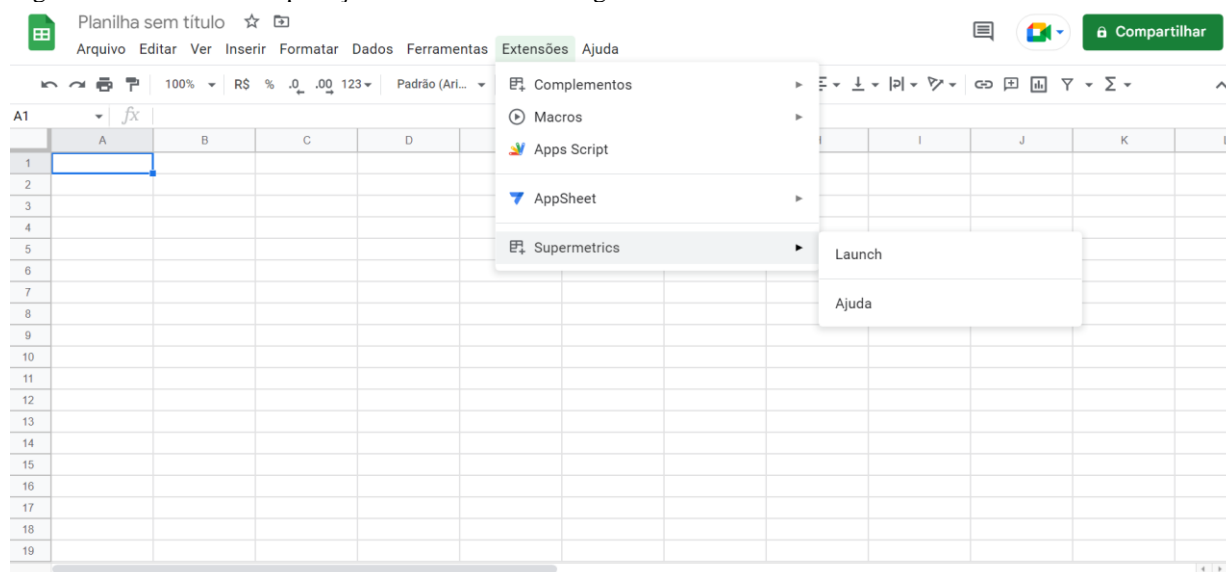 Planilha sem título
Arquivo Editar Ver Inserir Formatar Dados Ferramentas Extensões Ajuda
Compartilhar
100% R$ % .0 .00 123 Padrão (Ari...
Complementos
A1 fx
Macros
A B C D I J K
Apps Script
1
2
AppSheet
3
4
Supermetrics
5
Launch
6
7
Ajuda
8
9
10
11
12
13
14
15
16
17
18
19